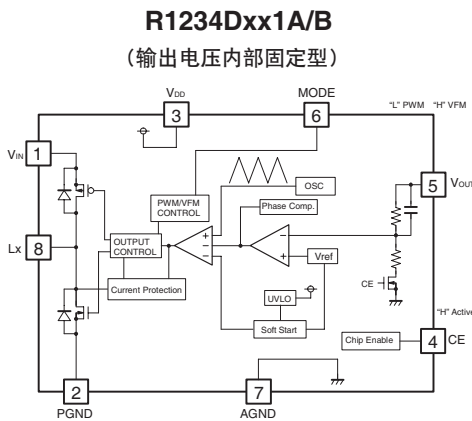 R1234Dxx1A/B
（输出电压内部固定型）
VDD
3
MODE
6
"L" PWM "H" VFM
VIN
1
5
VOUT
OSC
PWM/VFM
CONTROL
Phase Comp.
Lx
8
OUTPUT
CONTROL
Vref
Current Protection
UVLO
CE
Soft Start
"H" Active
Chip Enable
4
CE
2
PGND
7
AGND